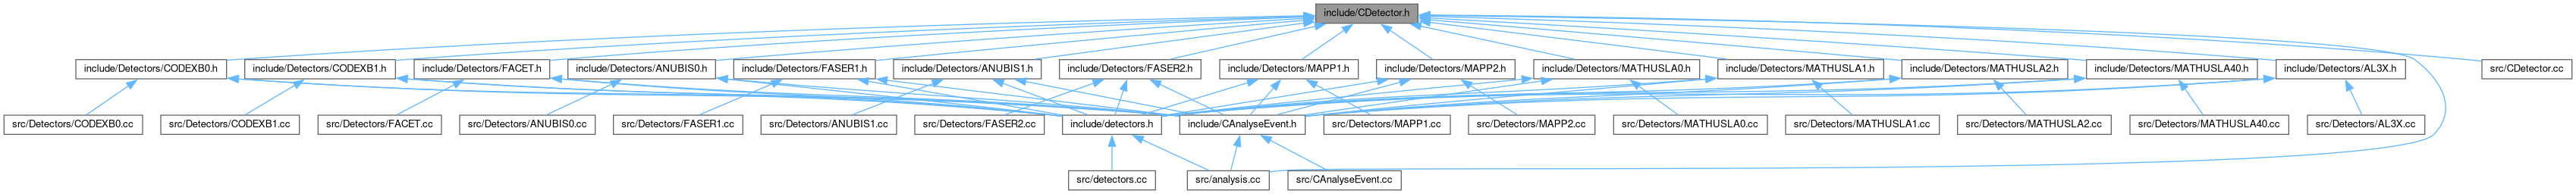 include/CDetector.h
include/Detectors/CODEXB0.h
include/Detectors/CODEXB1.h
include/Detectors/FACET.h
include/Detectors/ANUBIS0.h
include/Detectors/FASER1.h
include/Detectors/ANUBIS1.h
include/Detectors/FASER2.h
include/Detectors/MAPP1.h
include/Detectors/MAPP2.h
include/Detectors/MATHUSLA0.h
include/Detectors/MATHUSLA1.h
include/Detectors/MATHUSLA2.h
include/Detectors/MATHUSLA40.h
include/Detectors/AL3X.h
src/CDetector.cc
src/Detectors/CODEXB0.cc
src/Detectors/CODEXB1.cc
src/Detectors/FACET.cc
src/Detectors/ANUBIS0.cc
src/Detectors/FASER1.cc
src/Detectors/ANUBIS1.cc
src/Detectors/FASER2.cc
include/detectors.h
include/CAnalyseEvent.h
src/Detectors/MAPP1.cc
src/Detectors/MAPP2.cc
src/Detectors/MATHUSLA0.cc
src/Detectors/MATHUSLA1.cc
src/Detectors/MATHUSLA2.cc
src/Detectors/MATHUSLA40.cc
src/Detectors/AL3X.cc
src/detectors.cc
src/analysis.cc
src/CAnalyseEvent.cc